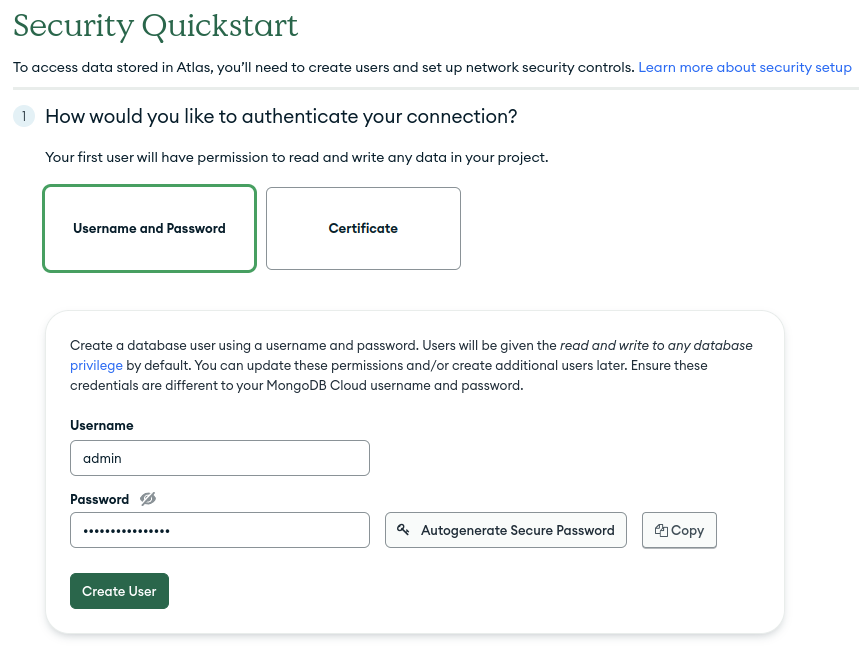 Security Quickstart
To access data stored in Atlas, you’ll need to create users and set up network security controls. Learn more about security setup
1 How would you like to authenticate your connection?
Your first user will have permission to read and write any data in your project.
Username and Password Certificate
Create a database user using a username and password. Users will be given the read and write to any database
privilege by default. You can update these permissions and/or create additional users later. Ensure these
credentials are different to your MongoDB Cloud username and password.
Username
admin
Password
•••••••••••••••• Autogenerate Secure Password Copy
Create User